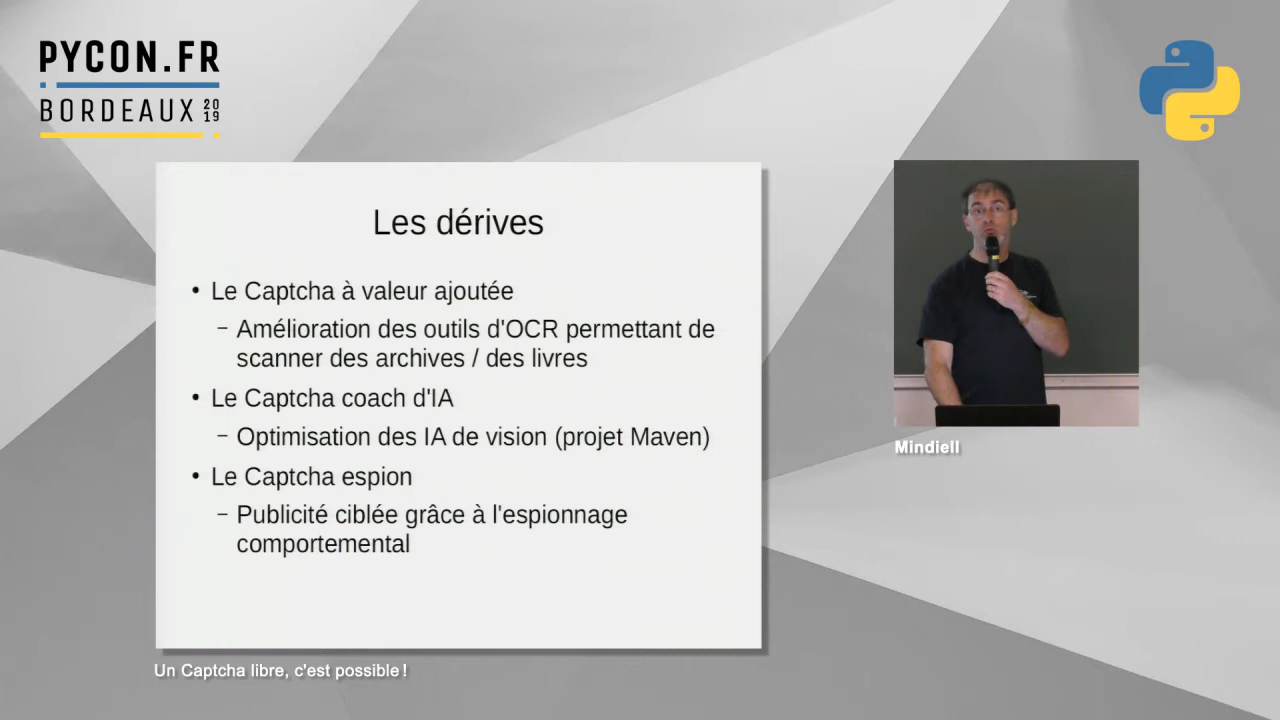 PYCON.FR
BORDEAUX 2019
Les dérives
• Le Captcha à valeur ajoutée
– Amélioration des outils d'OCR permettant de
scanner des archives / des livres
• Le Captcha coach d'IA
– Optimisation des IA de vision (projet Maven)
• Le Captcha espion
– Publicité ciblée grâce à l'espionnage
comportemental
Mindiell
Un Captcha libre, c'est possible !